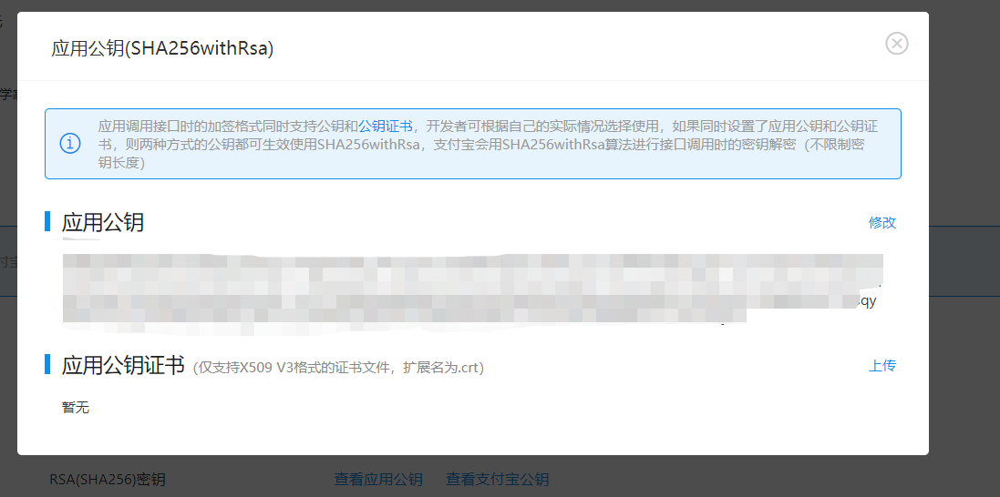 应用公钥(SHA256withRsa)
应用调用接口时的加签格式同时支持公钥和公钥证书，开发者可根据自己的实际情况选择使用，如果同时设置了应用公钥和公钥证
书，则两种方式的公钥都可生效使用SHA256withRsa，支付宝会用SHA256withRsa算法进行接口调用时的密钥解密（不限制密
钥长度）
应用公钥
修改
qy
应用公钥证书（仅支持X509 V3格式的证书文件，扩展名为.crt）
上传
暂无
RSA(SHA256)密钥 查看应用公钥 查看支付宝公钥